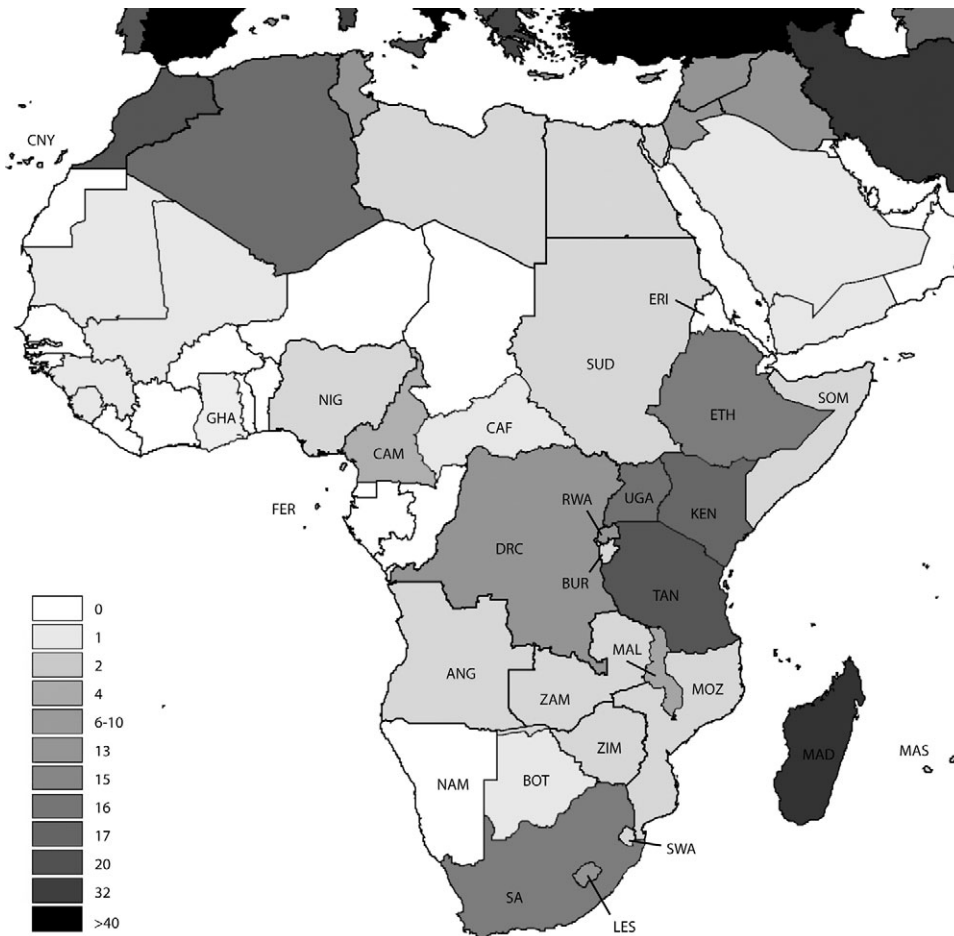 CNY
ERI
SUD
SOM
NIG
ETH
GHA
CAF
CAM
UGA
RWA
KEN
FER
DRC
BUR
TAN
MAL
ANG
MOZ
ZAM
ZIM
MAD
MAS
NAM
BOT
SWA
SA
LES
0
1
2
4
6-10
13
15
16
17
20
32
>40